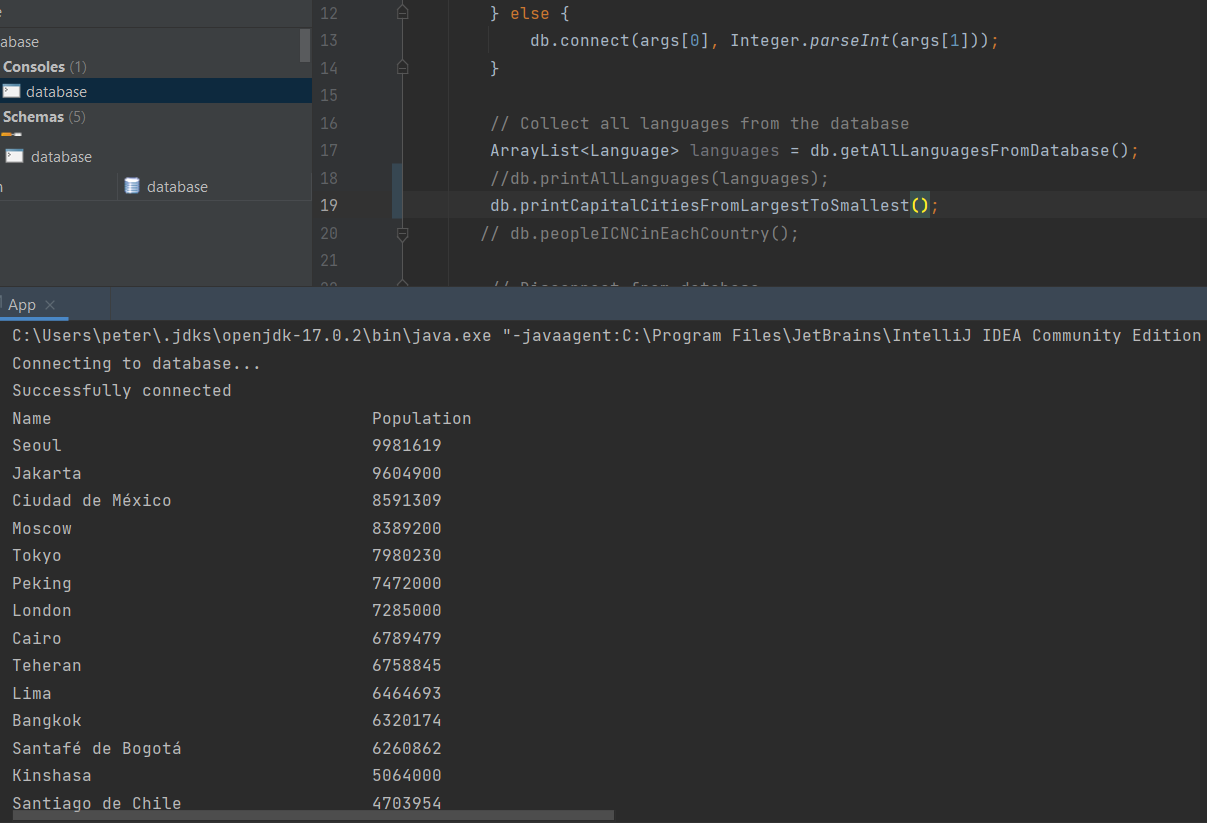 abase
Consoles (1)
database
Schemas (5)
database
database
12 } else {
13 db.connect(args[0], Integer.parseInt(args[1]));
14 }
15
16 // Collect all languages from the database
17 ArrayList<Language> languages = db.getAllLanguagesFromDatabase();
18 //db.printAllLanguages(languages);
19 db.printCapitalCitiesFromLargestToSmallest();
20 // db.peopleICNCinEachCountry();
21
22 // Disconnect from database
App
C:\Users\peter\.jdks\openjdk-17.0.2\bin\java.exe "-javaagent:C:\Program Files\JetBrains\IntelliJ IDEA Community Edition
Connecting to database...
Successfully connected
Name Population
Seoul 9981619
Jakarta 9604900
Ciudad de México 8591309
Moscow 8389200
Tokyo 7980230
Peking 7472000
London 7285000
Cairo 6789479
Teheran 6758845
Lima 6464693
Bangkok 6320174
Santafé de Bogotá 6260862
Kinshasa 5064000
Santiago de Chile 4703954